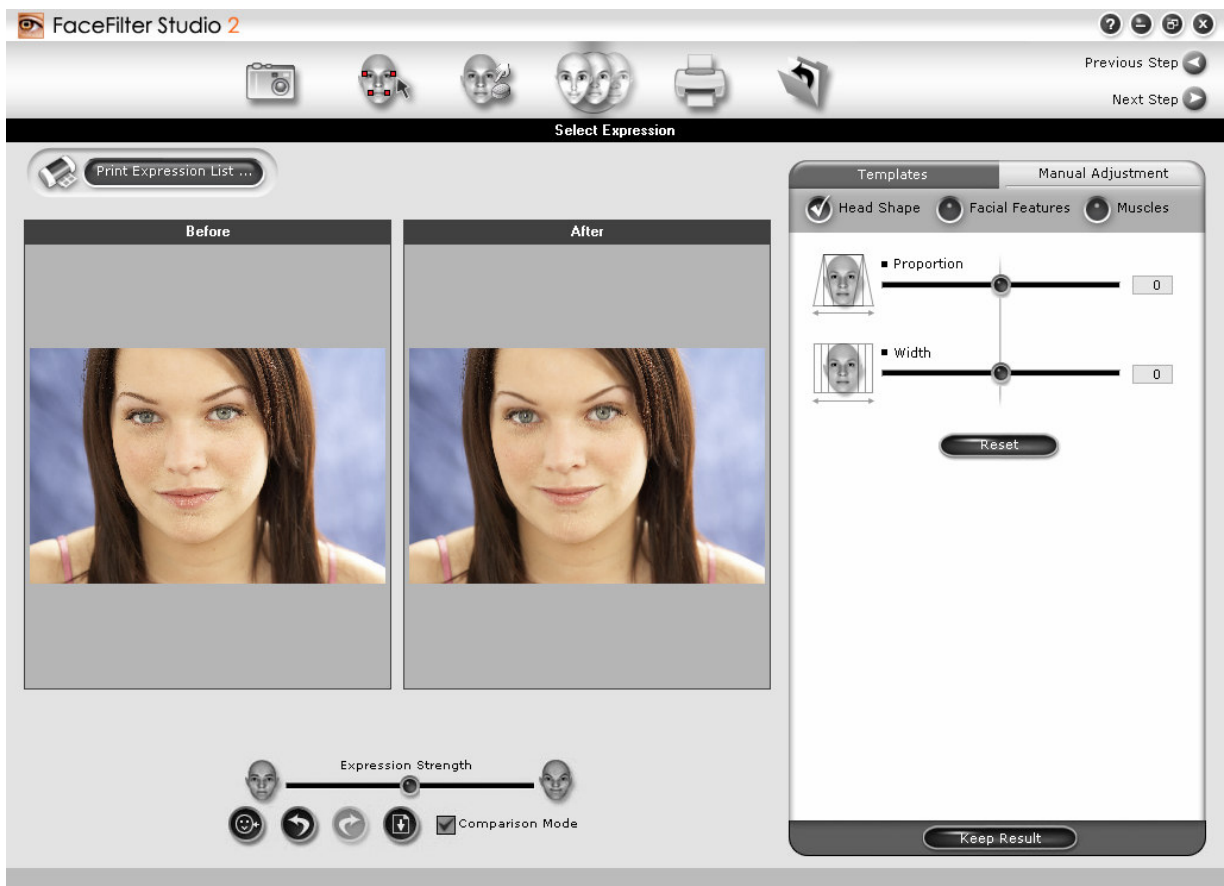 FaceFilter Studio 2
Previous Step
Next Step
Select Expression
Print Expression List ...
Before
After
Templates
Manual Adjustment
Head Shape
Facial Features
Muscles
Proportion
0
Width
0
Reset
Expression Strength
Comparison Mode
Keep Result